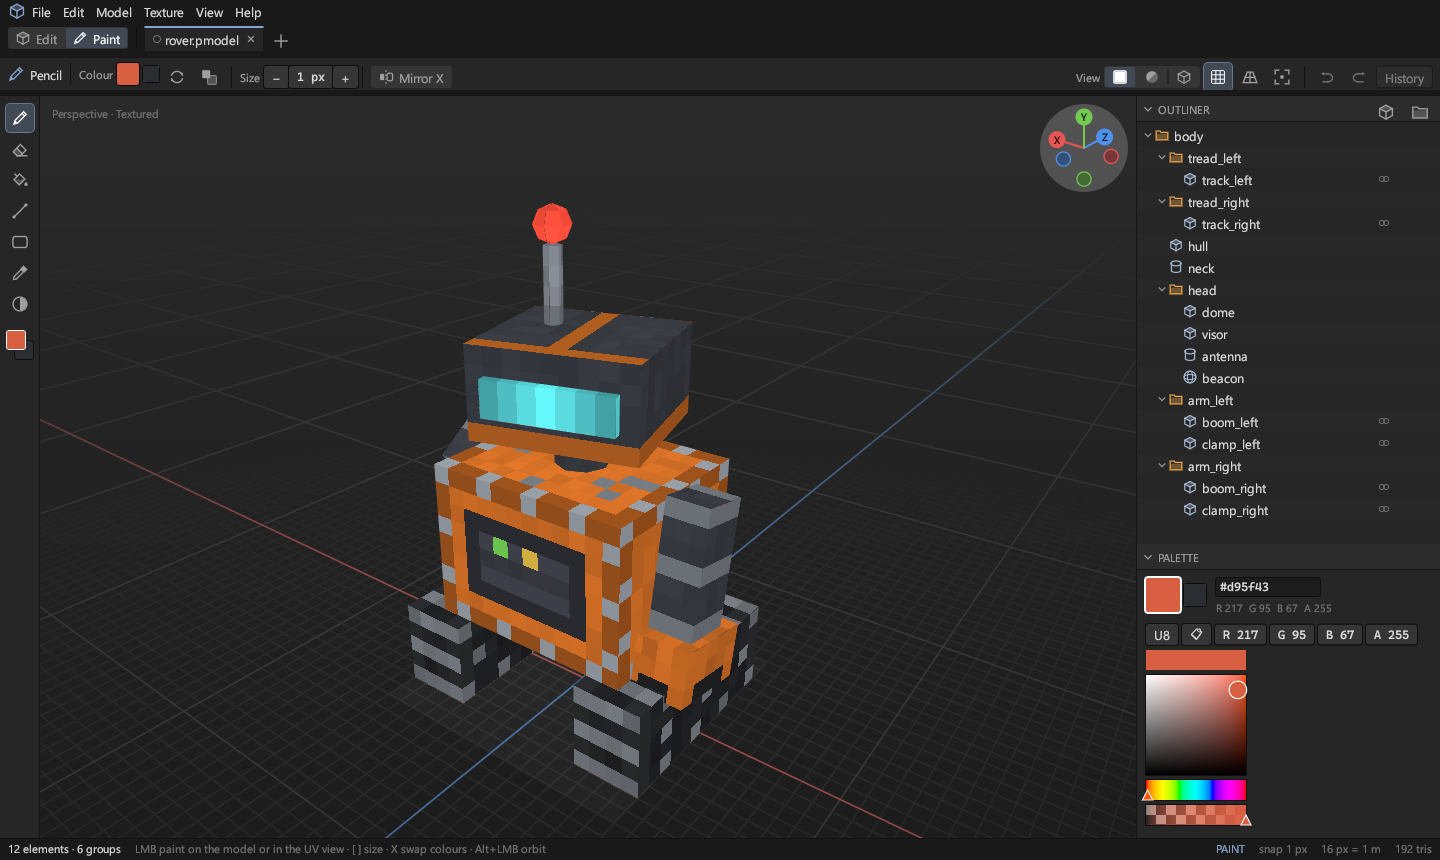 File Edit Model Texture View Help
Edit Paint rover.pmodel × +
Pencil Colour Size − 1 px + Mirror X View History
Perspective · Textured
Y
X
Z
OUTLINER
body
tread_left
track_left
tread_right
track_right
hull
neck
head
dome
visor
antenna
beacon
arm_left
boom_left
clamp_left
arm_right
boom_right
clamp_right
PALETTE
#d95f43
R 217 G 95 B 67 A 255
U8 R 217 G 95 B 67 A 255
12 elements · 6 groups LMB paint on the model or in the UV view · [ ] size · X swap colours · Alt+LMB orbit PAINT snap 1 px 16 px = 1 m 192 tris